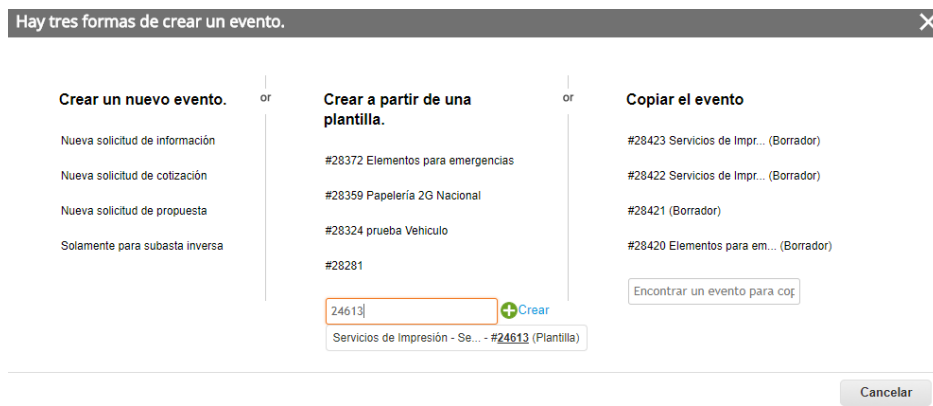 Hay tres formas de crear un evento.
Crear un nuevo evento.
Nueva solicitud de información
Nueva solicitud de cotización
Nueva solicitud de propuesta
Solamente para subasta inversa
or
Crear a partir de una
plantilla.
#28372 Elementos para emergencias
#28359 Papelería 2G Nacional
#28324 prueba Vehiculo
#28281
24613
Crear
Servicios de Impresión - Se... - #24613 (Plantilla)
or
Copiar el evento
#28423 Servicios de Impr... (Borrador)
#28422 Servicios de Impr... (Borrador)
#28421 (Borrador)
#28420 Elementos para em... (Borrador)
Encontrar un evento para cop
Cancelar